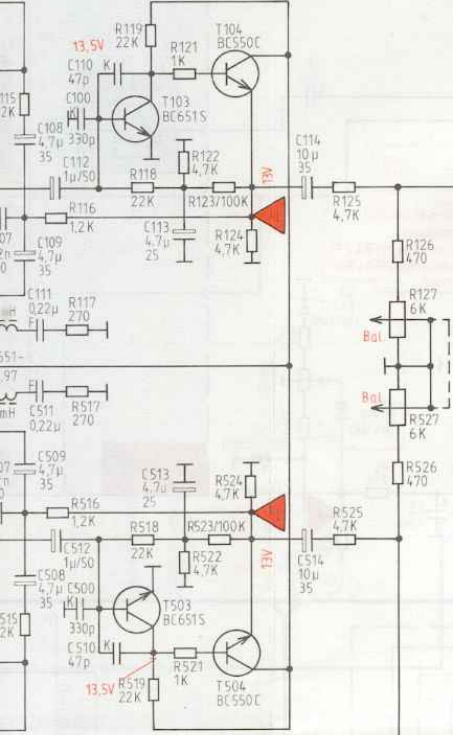 R119
22K
T104
BC550C
13,5V
C110
47p
K
R121
1K
C100
K
330p
T103
BC651S
C108
4,7µ
35
C112
1µ/50
R118
22K
R122
4,7K
R123/100K
13V
C114
10µ
35
R125
4,7K
R116
1,2K
C113
4,7µ
25
R124
4,7K
C109
4,7µ
35
R126
470
R127
6K
Bal
C111
0,22µ
F
R117
270
651-
,97
mH
F
C511
0,22µ
R517
270
Bal
R527
6K
C509
4,7µ
35
C513
4,7µ
25
R524
4,7K
R526
470
R516
1,2K
R518
22K
R523/100K
R525
4,7K
C512
1µ/50
R522
4,7K
13V
C514
10µ
35
C508
4,7µ
35
C500
K
330p
T503
BC651S
C510
47p
K
R521
1K
13,5V
R519
22K
T504
BC550C